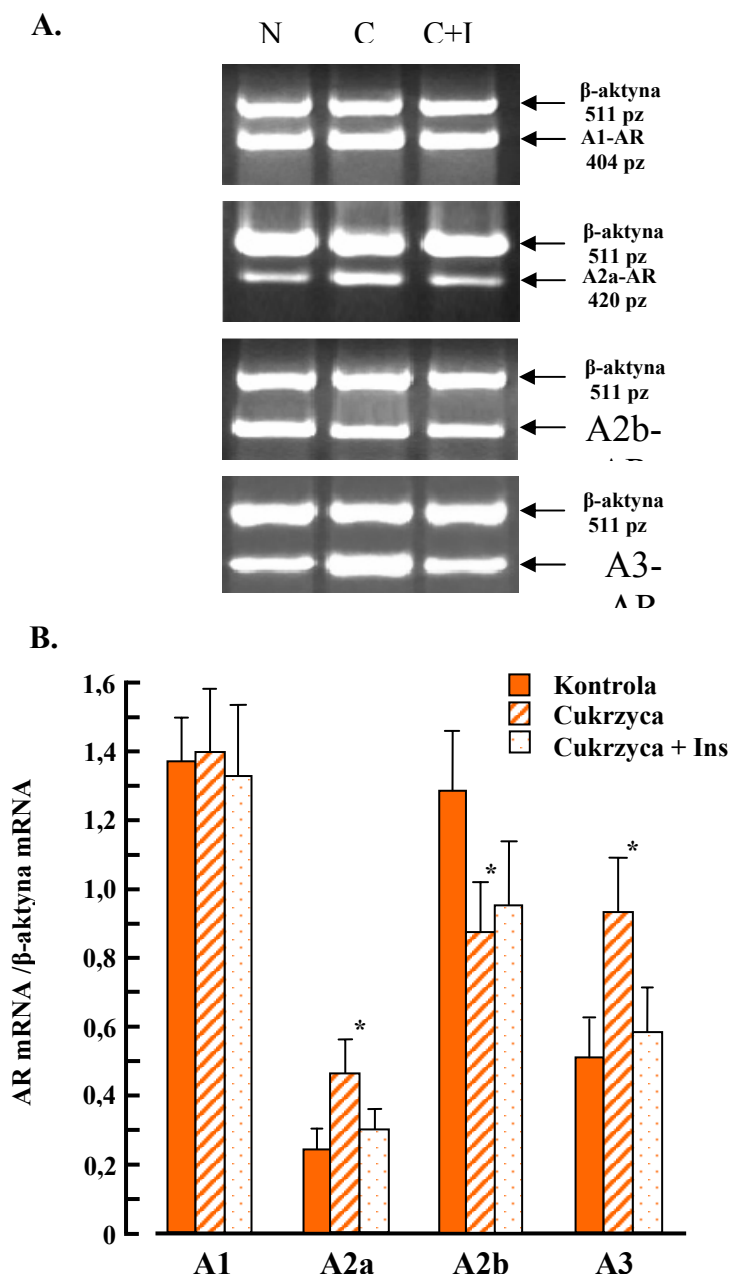 A.
N C C+I
β-aktyna
511 pz
A1-AR
404 pz
β-aktyna
511 pz
A2a-AR
420 pz
β-aktyna
511 pz
A2b-
β-aktyna
511 pz
A3-
AR
B.
AR mRNA /β-aktyna mRNA
1,6
1,4
1,2
1,0
0,8
0,6
0,4
0,2
0
Kontrola
Cukrzyca
Cukrzyca + Ins
*
*
*
A1 A2a A2b A3